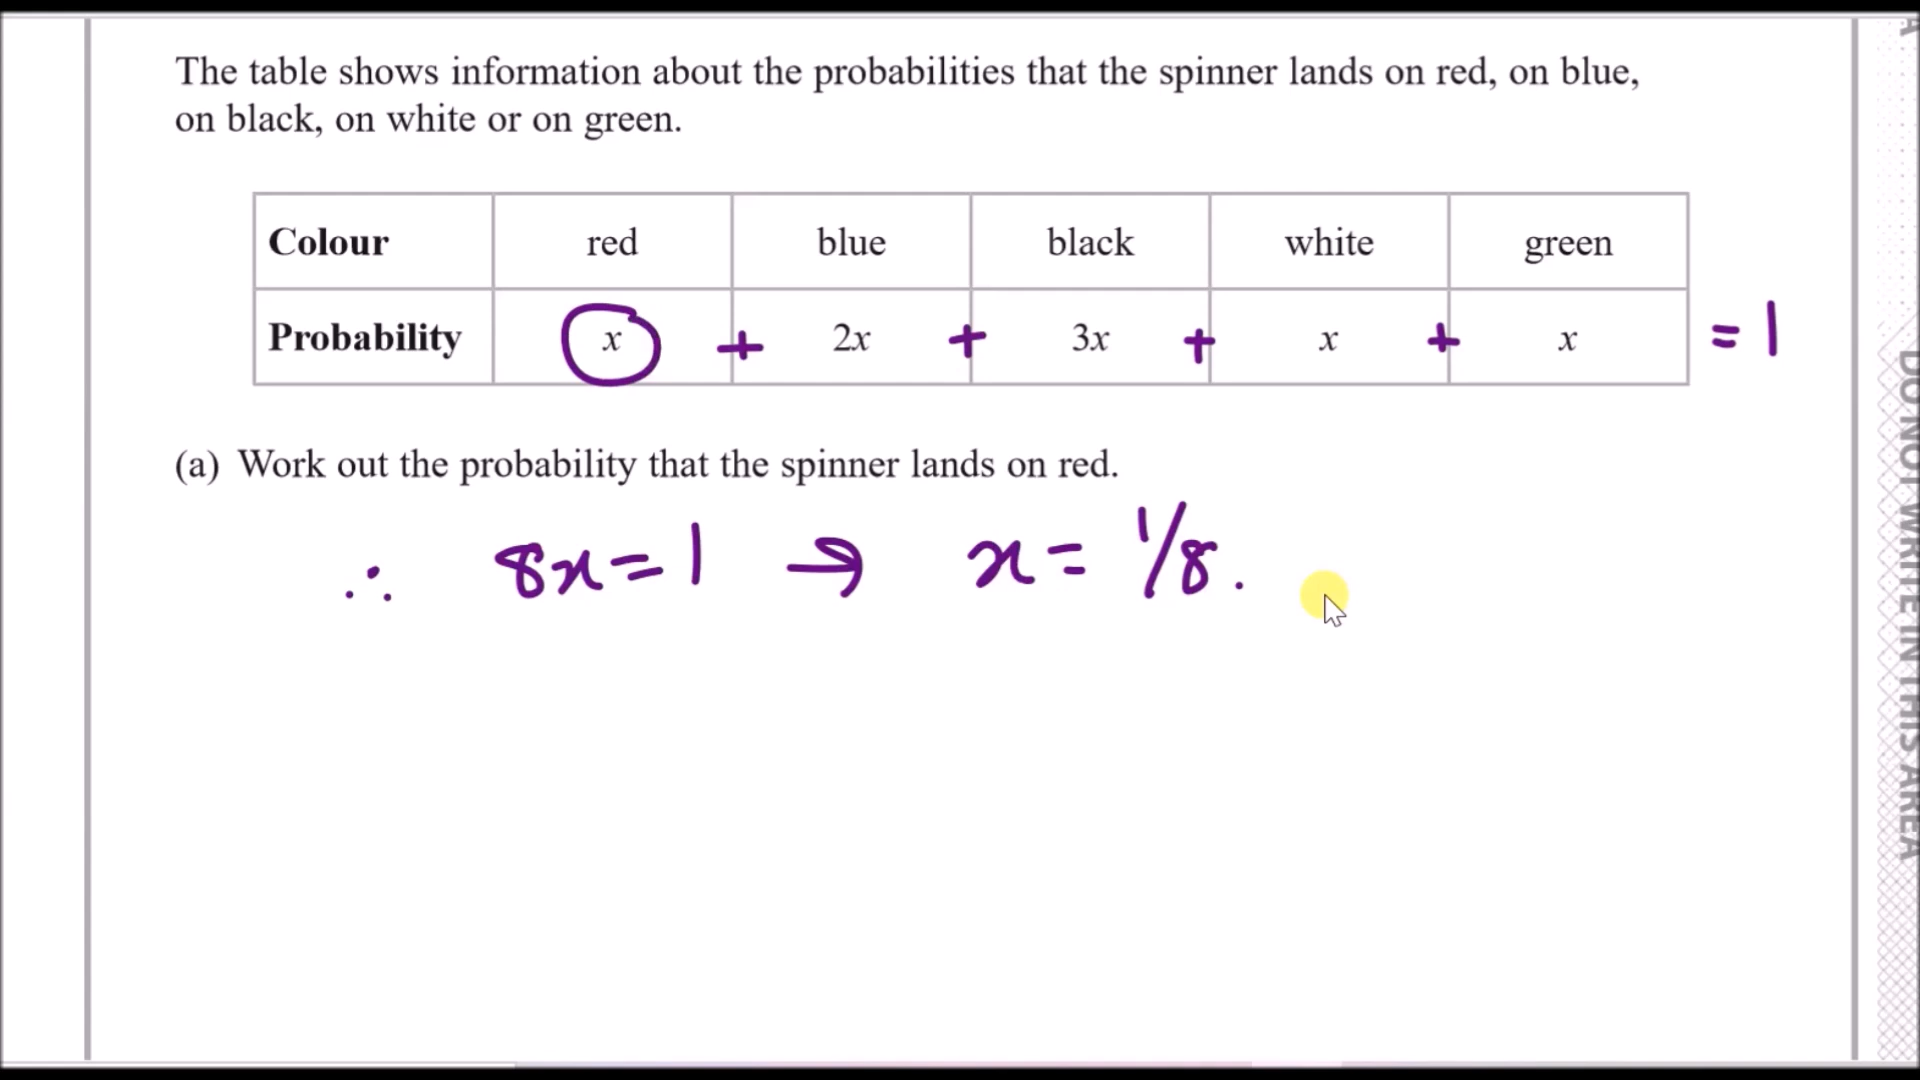 The table shows information about the probabilities that the spinner lands on red, on blue,
on black, on white or on green.
Colour red blue black white green
Probability x + 2x + 3x + x + x = 1
(a) Work out the probability that the spinner lands on red.
∴ 8x = 1 → x = 1/8.
DO NOT WRITE IN THIS AREA